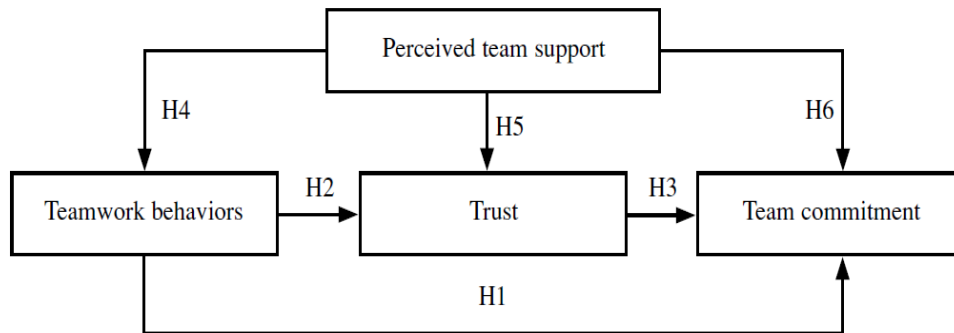 Perceived team support
H4
H5
H6
Teamwork behaviors
H2
Trust
H3
Team commitment
H1